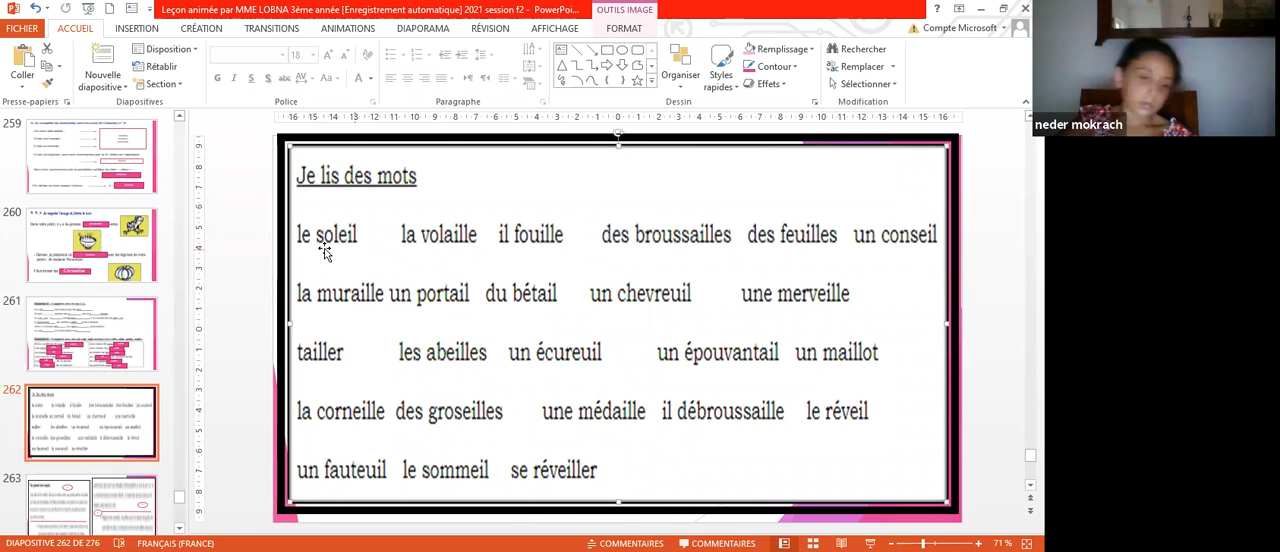 Leçon animée par MME LOBNA 3ème année [Enregistrement automatique] 2021 session f2 - PowerPoi...
OUTILS IMAGE
FICHIER ACCUEIL INSERTION CRÉATION TRANSITIONS ANIMATIONS DIAPORAMA RÉVISION AFFICHAGE FORMAT Compte Microsoft
Coller
Nouvelle diapositive
Disposition
Rétablir
Section
18
G I S abc AV Aa A
Organiser
Styles rapides
Remplissage
Contour
Effets
Rechercher
Remplacer
Sélectionner
Presse-papiers Diapositives Police Paragraphe Dessin Modification
neder mokrach
259
260
261
262
263
Je lis des mots
le soleil la volaille il fouille des broussailles des feuilles un conseil
la muraille un portail du bétail un chevreuil une merveille
tailler les abeilles un écureuil un épouvantail un maillot
la corneille des groseilles une médaille il débroussaille le réveil
un fauteuil le sommeil se réveiller
DIAPOSITIVE 262 DE 276 FRANÇAIS (FRANCE) COMMENTAIRES COMMENTAIRES 71 %